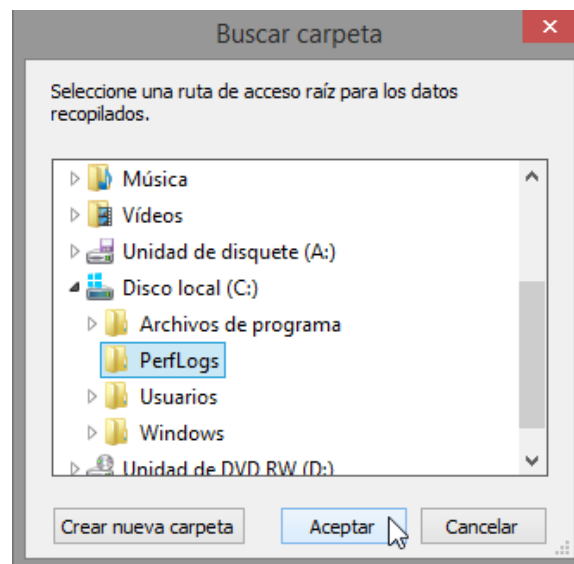 Buscar carpeta
Seleccione una ruta de acceso raíz para los datos
recopilados.
Música
Vídeos
Unidad de disquete (A:)
Disco local (C:)
Archivos de programa
PerfLogs
Usuarios
Windows
Unidad de DVD RW (D:)
Crear nueva carpeta Aceptar Cancelar